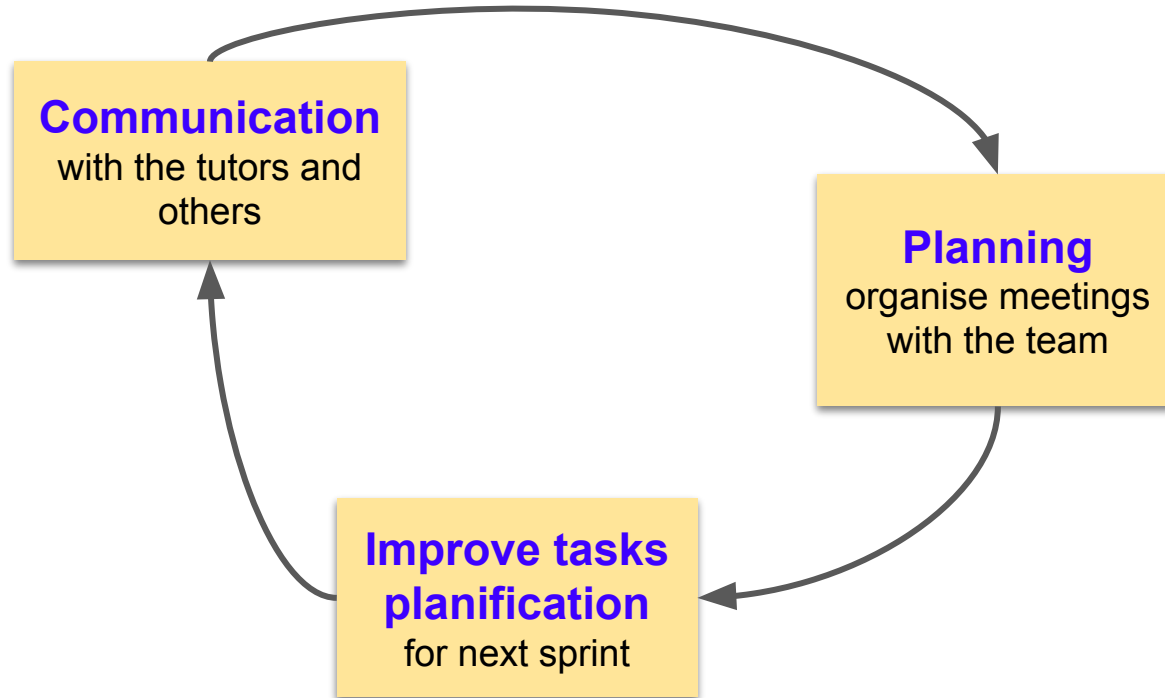 Communication
with the tutors and
others
Planning
organise meetings
with the team
Improve tasks
planification
for next sprint